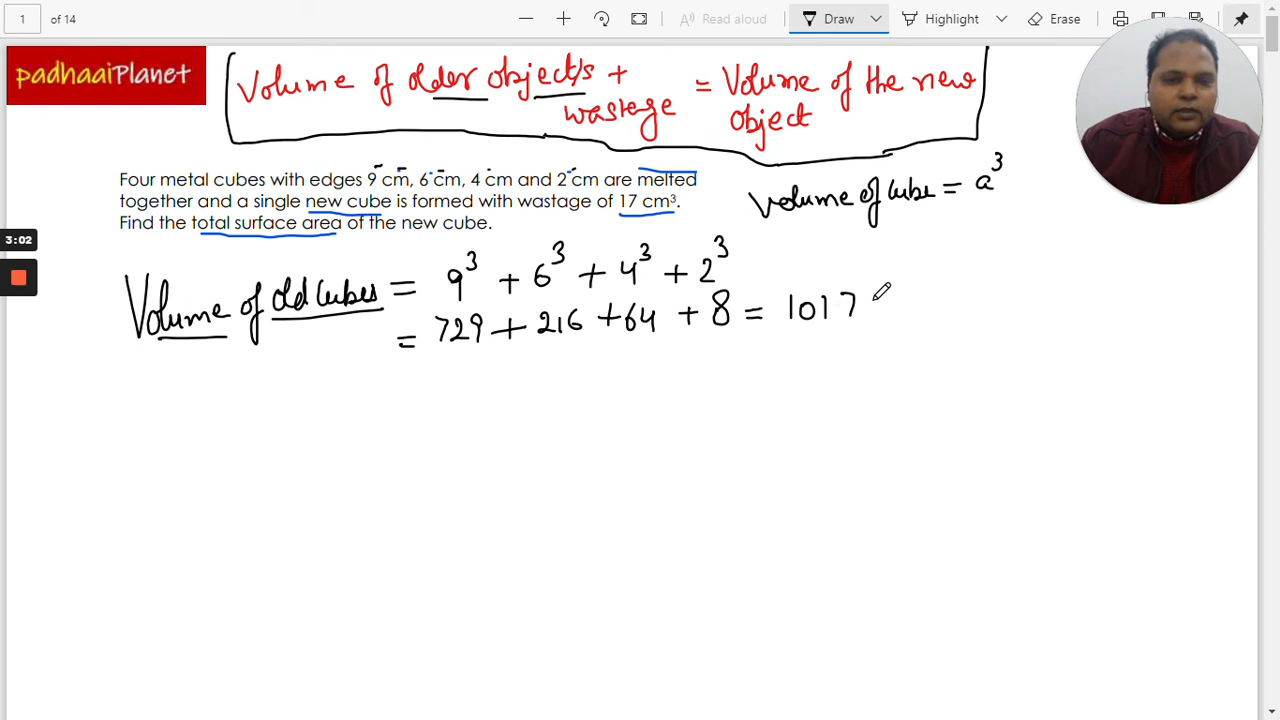 1 of 14
Read aloud Draw Highlight Erase
padhaaiPlanet
Volume of older object/s + wastage = Volume of the new object
Four metal cubes with edges 9 cm, 6 cm, 4 cm and 2 cm are melted
together and a single new cube is formed with wastage of 17 cm³.
Find the total surface area of the new cube.
Volume of cube = a³
3:02
Volume of old cubes = 9³ + 6³ + 4³ + 2³
= 729 + 216 + 64 + 8 = 1017